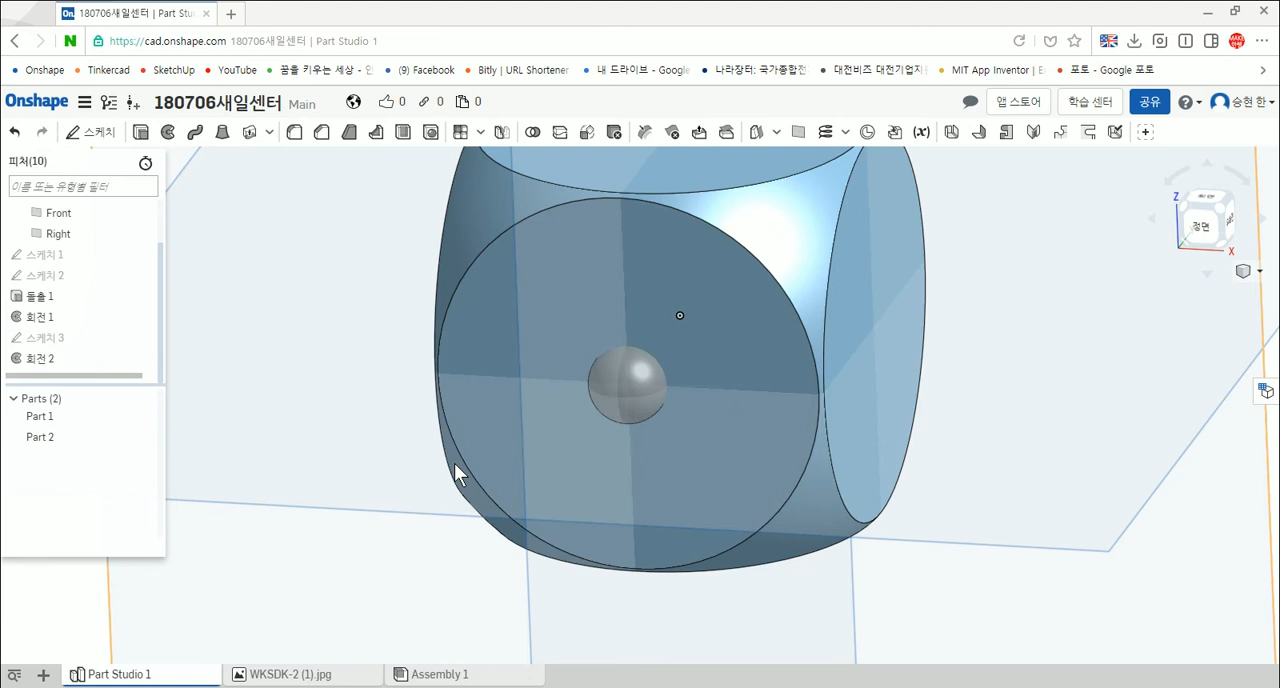 On 180706새일센터 | Part Stu
N https://cad.onshape.com 180706새일센터 | Part Studio 1
Onshape Tinkercad SketchUp YouTube 꿈을 키우는 세상 - 인 (9) Facebook Bitly | URL Shortener 내 드라이브 - Google 나라장터: 국가종합전 대전비즈 대전기업지 MIT App Inventor | E 포토 - Google 포토
Onshape 180706새일센터 Main 0 0 0 앱 스토어 학습 센터 공유 승현 한
스케치 (x)
피처(10)
이름 또는 유형별 필터
Front
Right
스케치 1
스케치 2
돌출 1
회전 1
스케치 3
회전 2
Parts (2)
Part 1
Part 2
Z
정면
X
Part Studio 1 WKSDK-2 (1).jpg Assembly 1